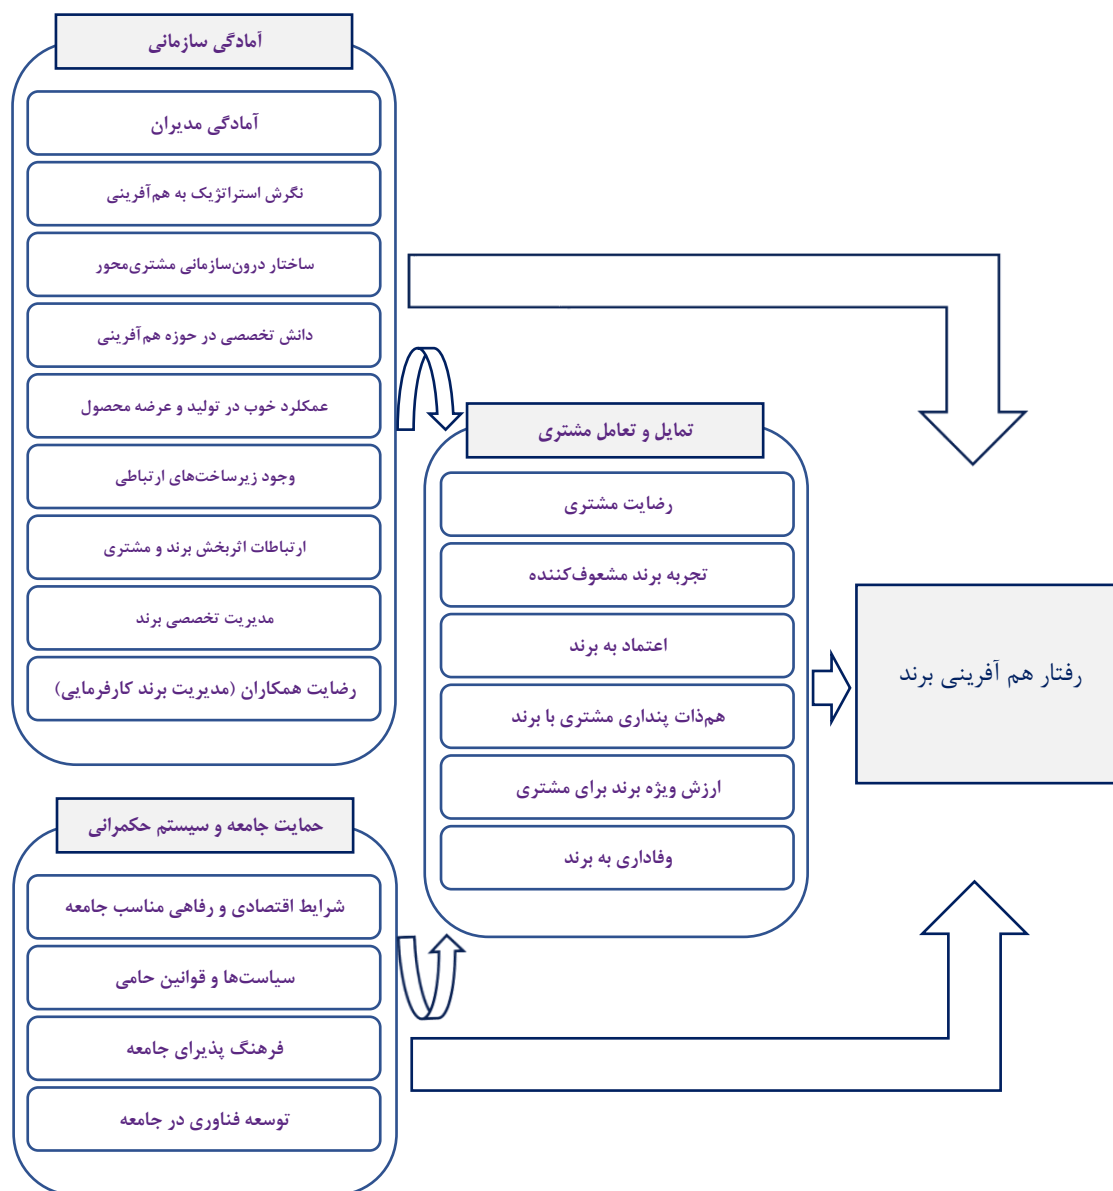 آمادگی سازمانی
آمادگی مدیران
نگرش استراتژیک به هم‌آفرینی
ساختار درون‌سازمانی مشتری‌محور
دانش تخصصی در حوزه هم‌آفرینی
عمکلرد خوب در تولید و عرضه محصول
وجود زیرساخت‌های ارتباطی
ارتباطات اثربخش برند و مشتری
مدیریت تخصصی برند
رضایت همکاران (مدیریت برند کارفرمایی)
تمایل و تعامل مشتری
رضایت مشتری
تجربه برند مشعوف‌کننده
اعتماد به برند
هم‌ذات پنداری مشتری با برند
ارزش ویژه برند برای مشتری
وفاداری به برند
رفتار هم آفرینی برند
حمایت جامعه و سیستم حکمرانی
شرایط اقتصادی و رفاهی مناسب جامعه
سیاست‌ها و قوانین حامی
فرهنگ پذیرای جامعه
توسعه فناوری در جامعه